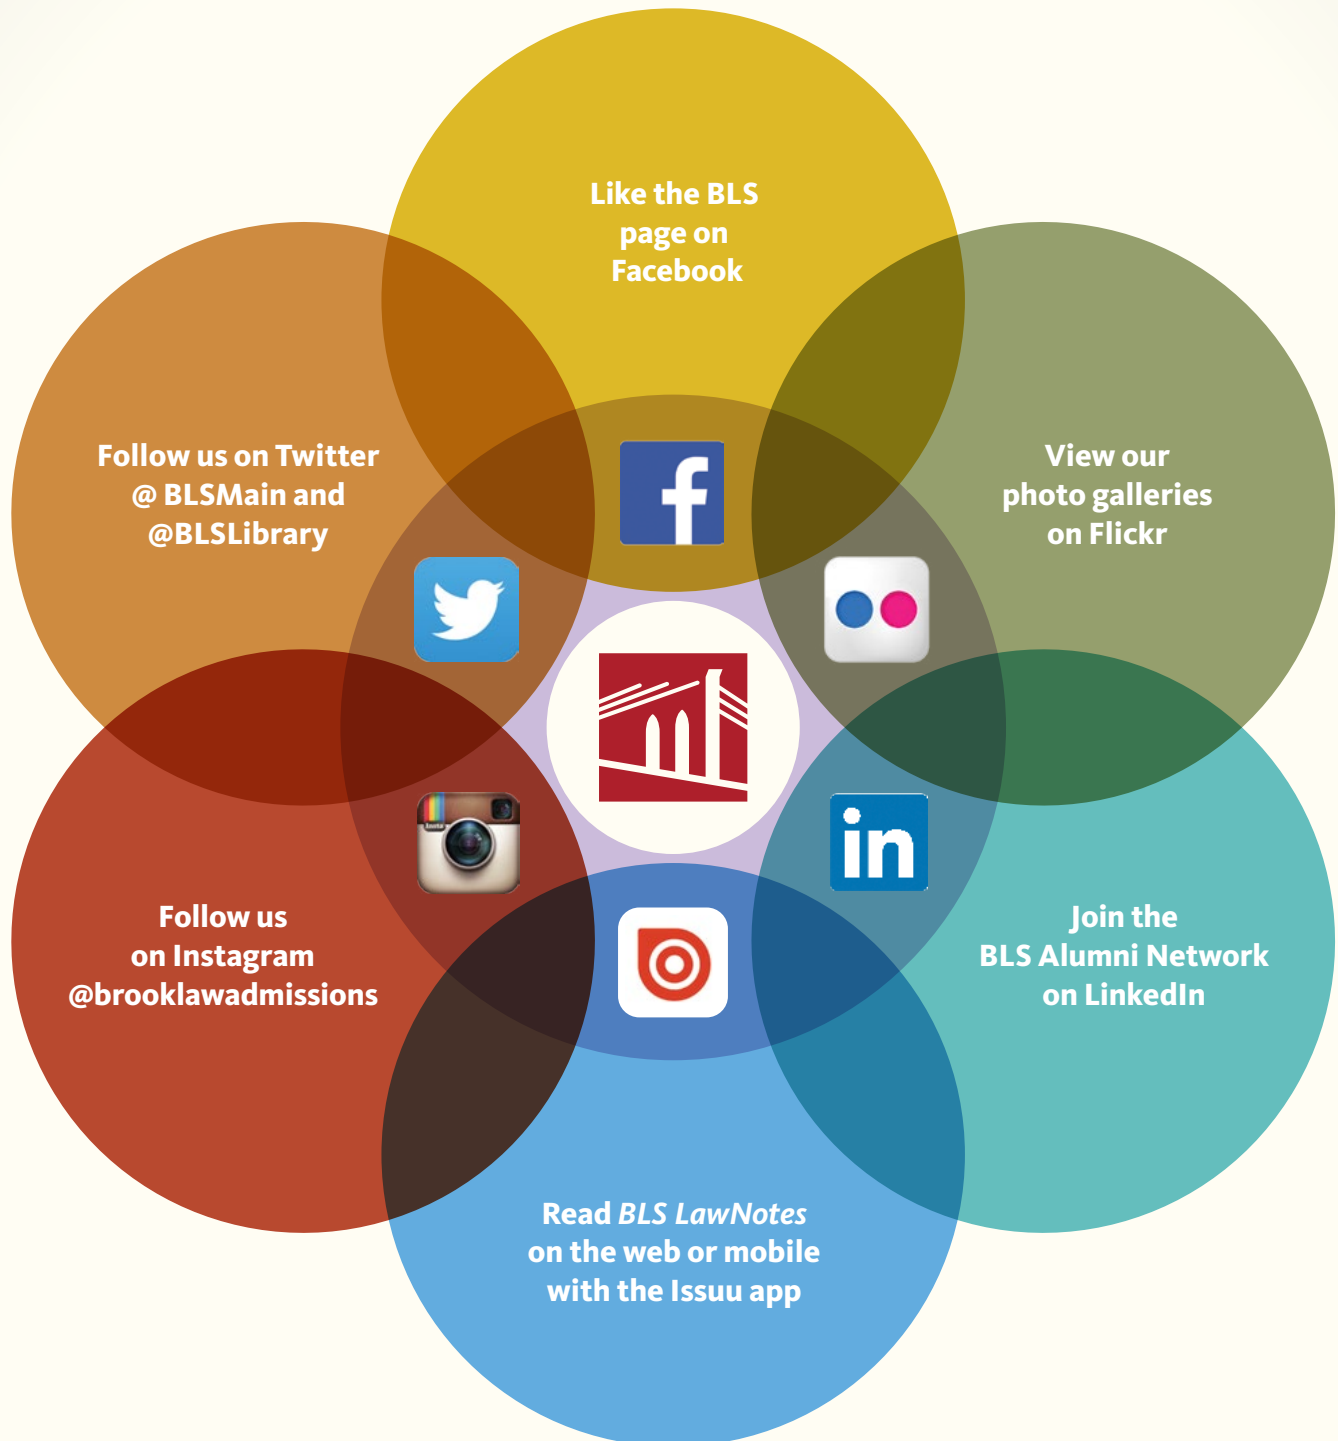 Like the BLS
page on
Facebook
Follow us on Twitter
@ BLSMain and
@BLSLibrary
View our
photo galleries
on Flickr
f
in
Insta
Follow us
on Instagram
@brooklawadmissions
Join the
BLS Alumni Network
on LinkedIn
Read BLS LawNotes
on the web or mobile
with the Issuu app